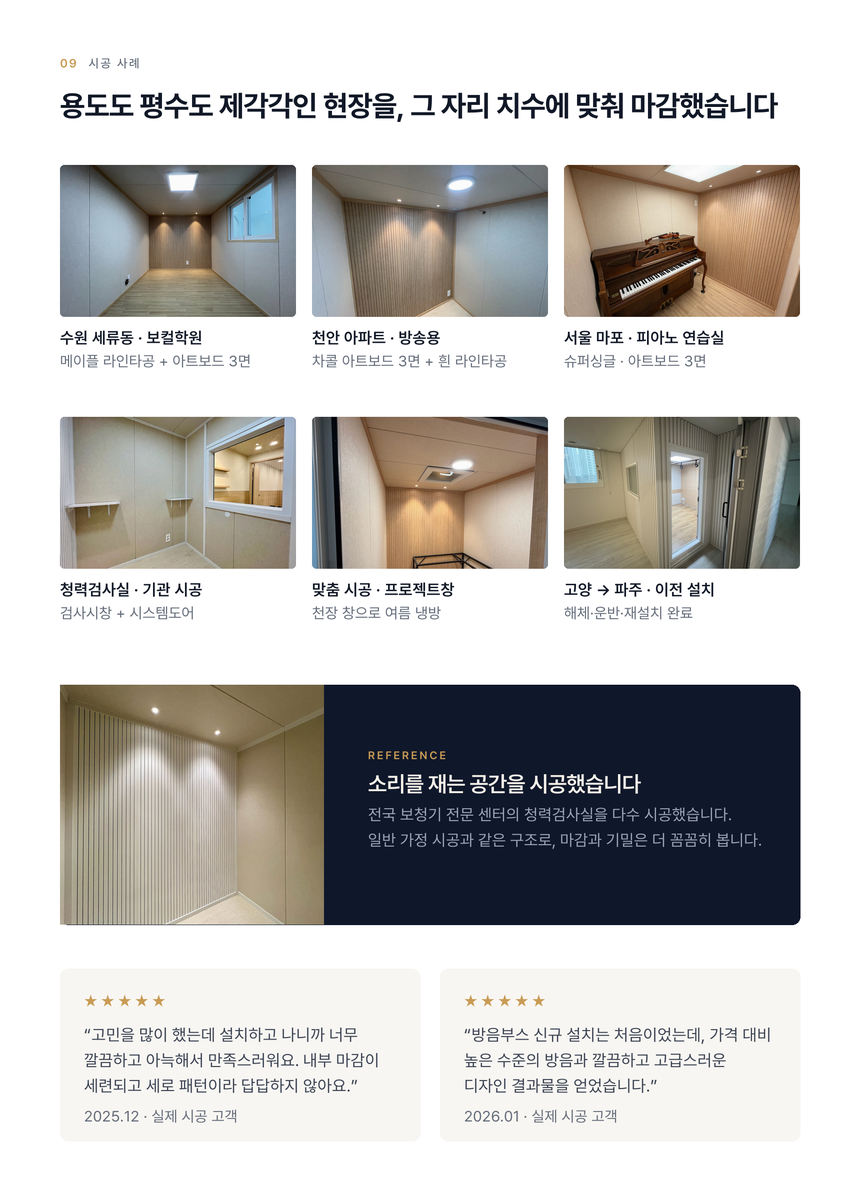 09 시공 사례
용도도 평수도 제각각인 현장을, 그 자리 치수에 맞춰 마감했습니다
수원 세류동 · 보컬학원
메이플 라인타공 + 아트보드 3면
천안 아파트 · 방송용
차콜 아트보드 3면 + 흰 라인타공
서울 마포 · 피아노 연습실
슈퍼싱글 · 아트보드 3면
청력검사실 · 기관 시공
검사시창 + 시스템도어
맞춤 시공 · 프로젝트창
천장 창으로 여름 냉방
고양 → 파주 · 이전 설치
해체·운반·재설치 완료
REFERENCE
소리를 재는 공간을 시공했습니다
전국 보청기 전문 센터의 청력검사실을 다수 시공했습니다.
일반 가정 시공과 같은 구조로, 마감과 기밀은 더 꼼꼼히 봅니다.
★★★★★
“고민을 많이 했는데 설치하고 나니까 너무
깔끔하고 아늑해서 만족스러워요. 내부 마감이
세련되고 세로 패턴이라 답답하지 않아요.”
2025.12 · 실제 시공 고객
★★★★★
“방음부스 신규 설치는 처음이었는데, 가격 대비
높은 수준의 방음과 깔끔하고 고급스러운
디자인 결과물을 얻었습니다.”
2026.01 · 실제 시공 고객